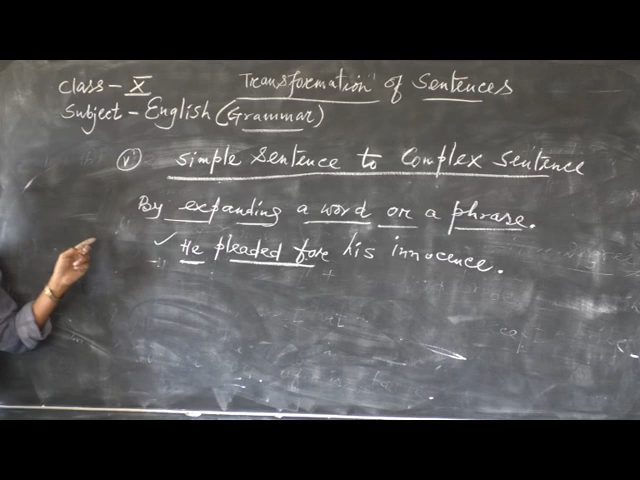 Class - X Transformation of Sentences
Subject - English (Grammar)
(v) Simple Sentence to Complex Sentence
By expanding a word or a phrase.
✓ He pleaded fore his innocence.